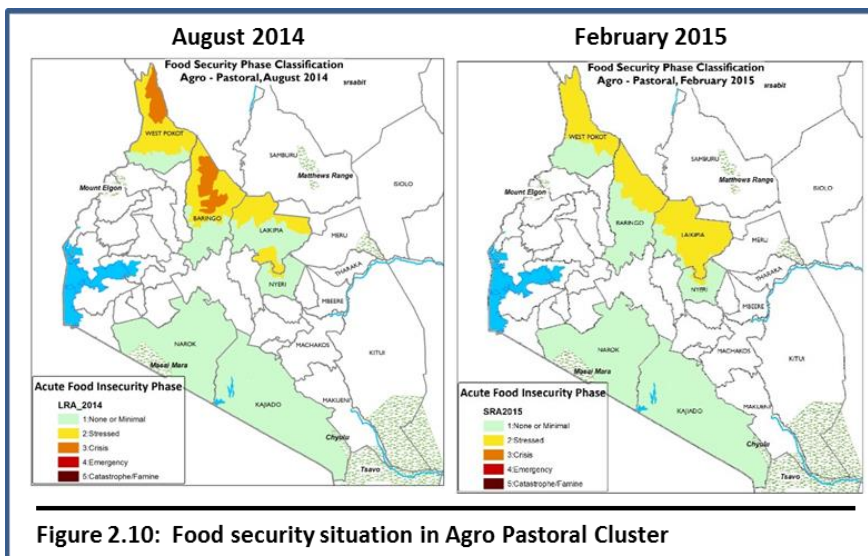 August 2014
Food Security Phase Classification
Agro - Pastoral, August 2014
rsabit
WEST POKOT
SAMBURU
Matthews Range
ISIOLO
Mount Elgon
BARINGO
LAIKIPIA
MERU
THARAKA
NYERI
MBEERE
NAROK
MACHAKOS
KITUI
Masai Mara
Acute Food Insecurity Phase
LRA_2014
1:None or Minimal
2:Stressed
3:Crisis
4:Emergency
5:Catastrophe/Famine
KAJIADO
MAKUENI
Chyulu
Tsavo
February 2015
Food Security Phase Classification
Agro - Pastoral, February 2015
rsabit
WEST POKOT
SAMBURU
Matthews Range
ISIOLO
Mount Elgon
BARINGO
LAIKIPIA
MERU
THARAKA
NYERI
MBEERE
NAROK
MACHAKOS
KITUI
Masai Mara
Acute Food Insecurity Phase
SRA2015
1:None or Minimal
2:Stressed
3:Crisis
4:Emergency
5:Catastrophe/Famine
KAJIADO
MAKUENI
Chyulu
Tsavo
Figure 2.10: Food security situation in Agro Pastoral Cluster